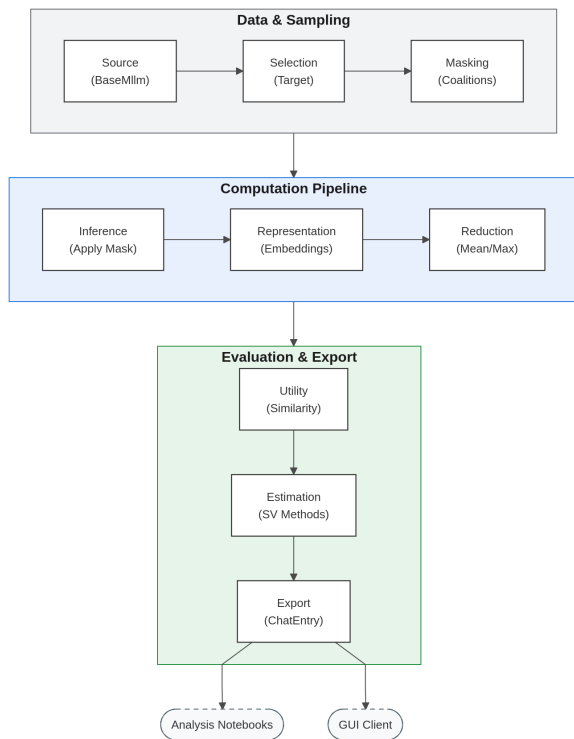 Data & Sampling
Source
(BaseMllm)
Selection
(Target)
Masking
(Coalitions)
Computation Pipeline
Inference
(Apply Mask)
Representation
(Embeddings)
Reduction
(Mean/Max)
Evaluation & Export
Utility
(Similarity)
Estimation
(SV Methods)
Export
(ChatEntry)
Analysis Notebooks
GUI Client